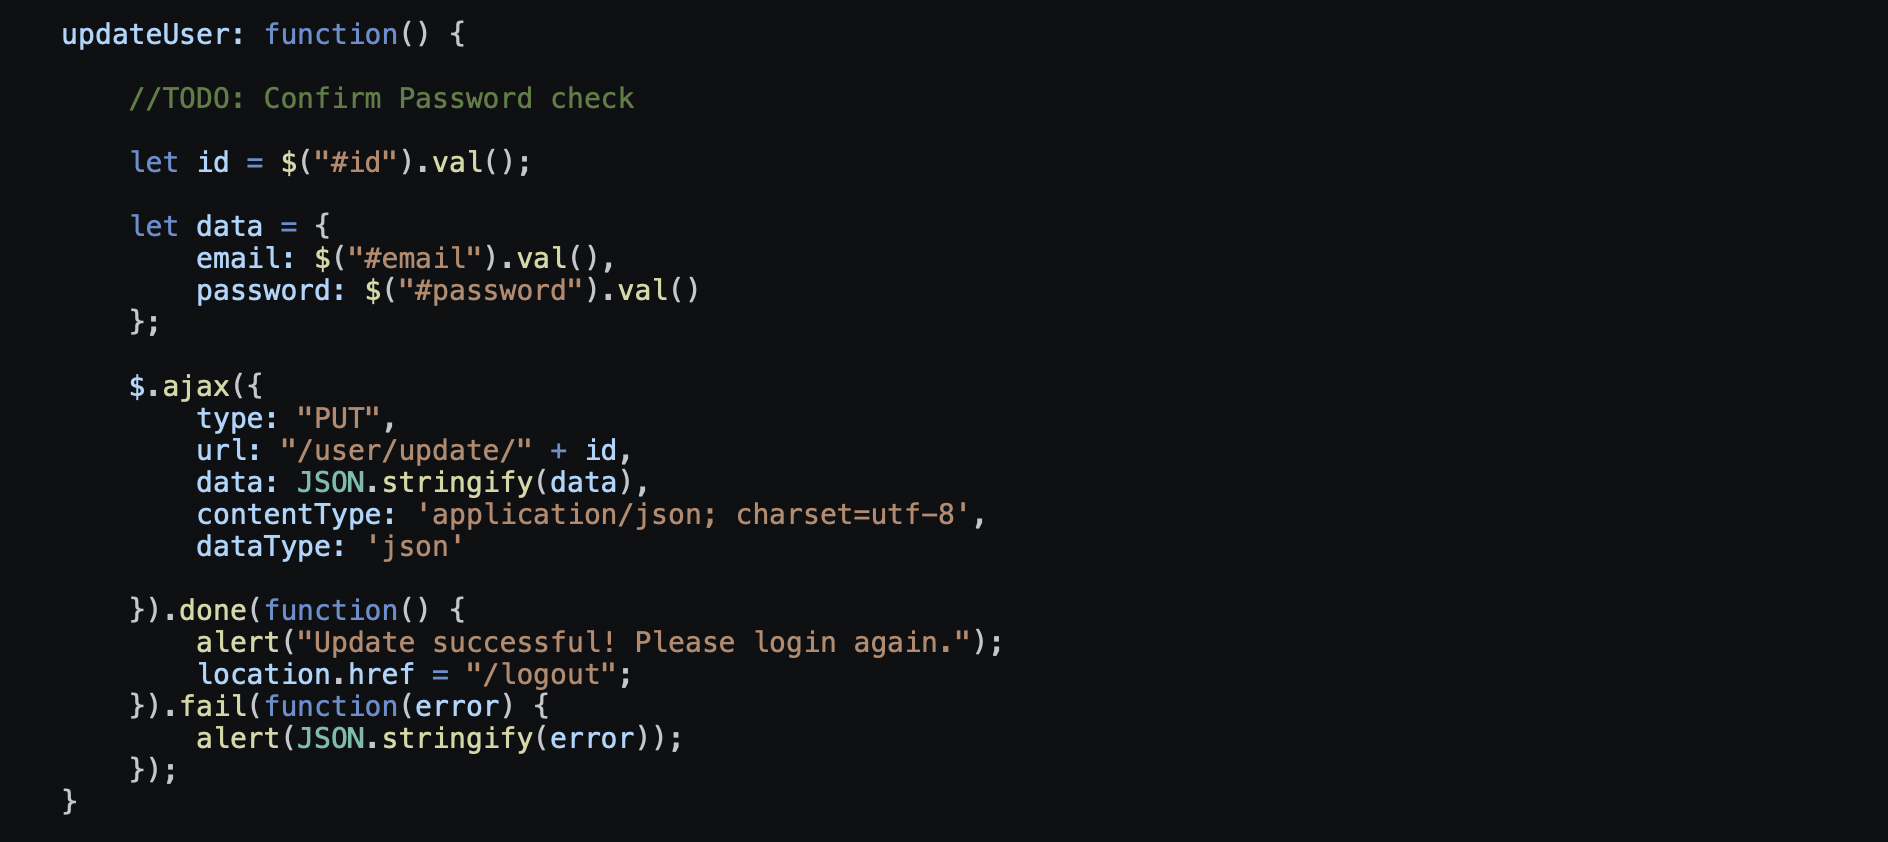 updateUser: function() {
//TODO: Confirm Password check
let id = $("#id").val();
let data = {
email: $("#email").val(),
password: $("#password").val()
};
$.ajax({
type: "PUT",
url: "/user/update/" + id,
data: JSON.stringify(data),
contentType: 'application/json; charset=utf-8',
dataType: 'json'
}).done(function() {
alert("Update successful! Please login again.");
location.href = "/logout";
}).fail(function(error) {
alert(JSON.stringify(error));
});
}